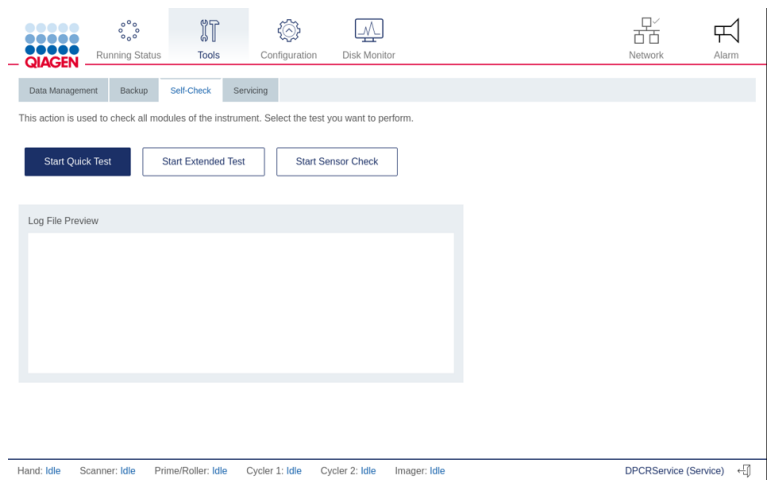 QIAGEN
Running Status
Tools
Configuration
Disk Monitor
Network
Alarm
Data Management
Backup
Self-Check
Servicing
This action is used to check all modules of the instrument. Select the test you want to perform.
Start Quick Test
Start Extended Test
Start Sensor Check
Log File Preview
Hand: Idle
Scanner: Idle
Prime/Roller: Idle
Cycler 1: Idle
Cycler 2: Idle
Imager: Idle
DPCRService (Service)